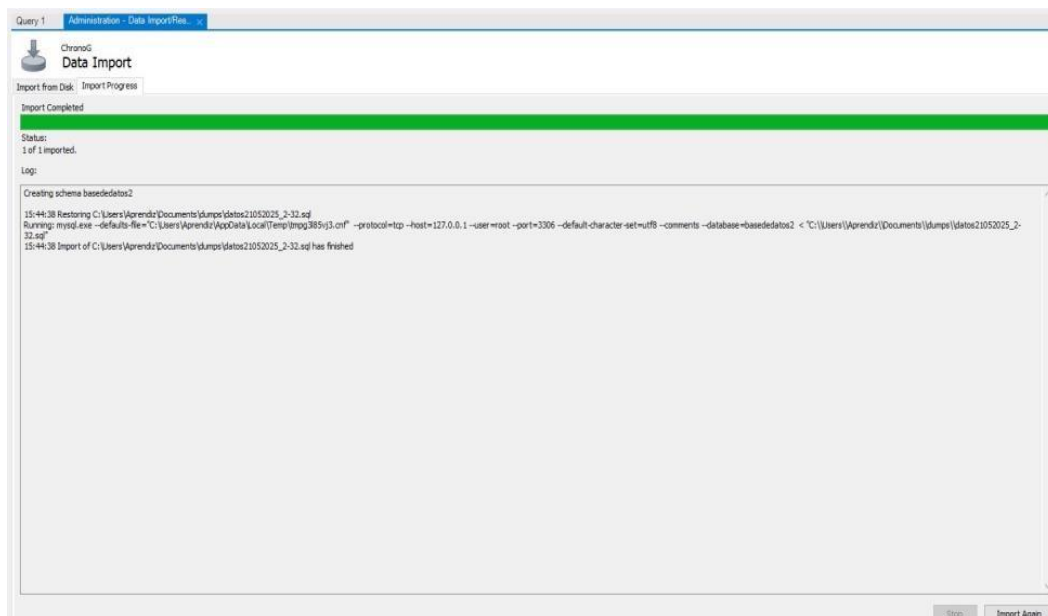 Query 1
Administration - Data Import/Res... x
ChronoG
Data Import
Import from Disk
Import Progress
Import Completed
Status:
1 of 1 imported.
Log:
Creating schema basededatos2
15:44:38 Restoring C:\Users\Aprendiz\Documents\dumps\datos21052025_2-32.sql
Running: mysql.exe --defaults-file="C:\Users\Aprendiz\AppData\Local\Temp\tmpg3l85vj3.cnf" --protocol=tcp --host=127.0.0.1 --user=root --port=3306 --default-character-set=utf8 --comments --database=basededatos2 < "C:\\Users\\Aprendiz\\Documents\\dumps\\datos21052025_2-
32.sql"
15:44:38 Import of C:\Users\Aprendiz\Documents\dumps\datos21052025_2-32.sql has finished
Stop
Import Again